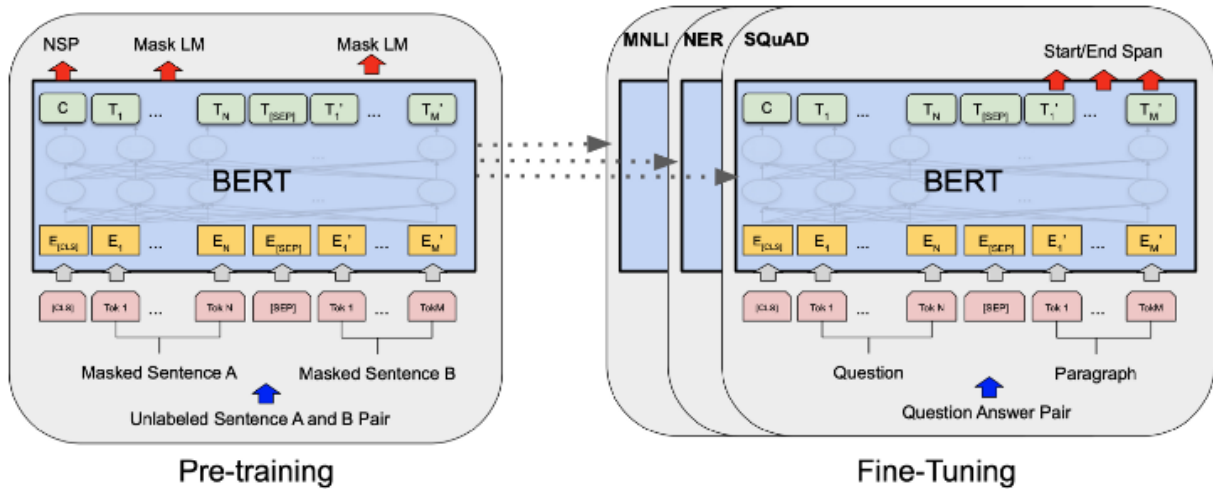 NSP Mask LM Mask LM
C T1 ... TN T[SEP] T1' ... TM'
BERT
E[CLS] E1 ... EN E[SEP] E1' ... EM'
[CLS] Tok 1 ... Tok N [SEP] Tok 1 ... TokM
Masked Sentence A Masked Sentence B
Unlabeled Sentence A and B Pair
Pre-training
MNLI NER SQuAD
Start/End Span
C T1 ... TN T[SEP] T1' ... TM'
BERT
E[CLS] E1 ... EN E[SEP] E1' ... EM'
[CLS] Tok 1 ... Tok N [SEP] Tok 1 ... TokM
Question Paragraph
Question Answer Pair
Fine-Tuning